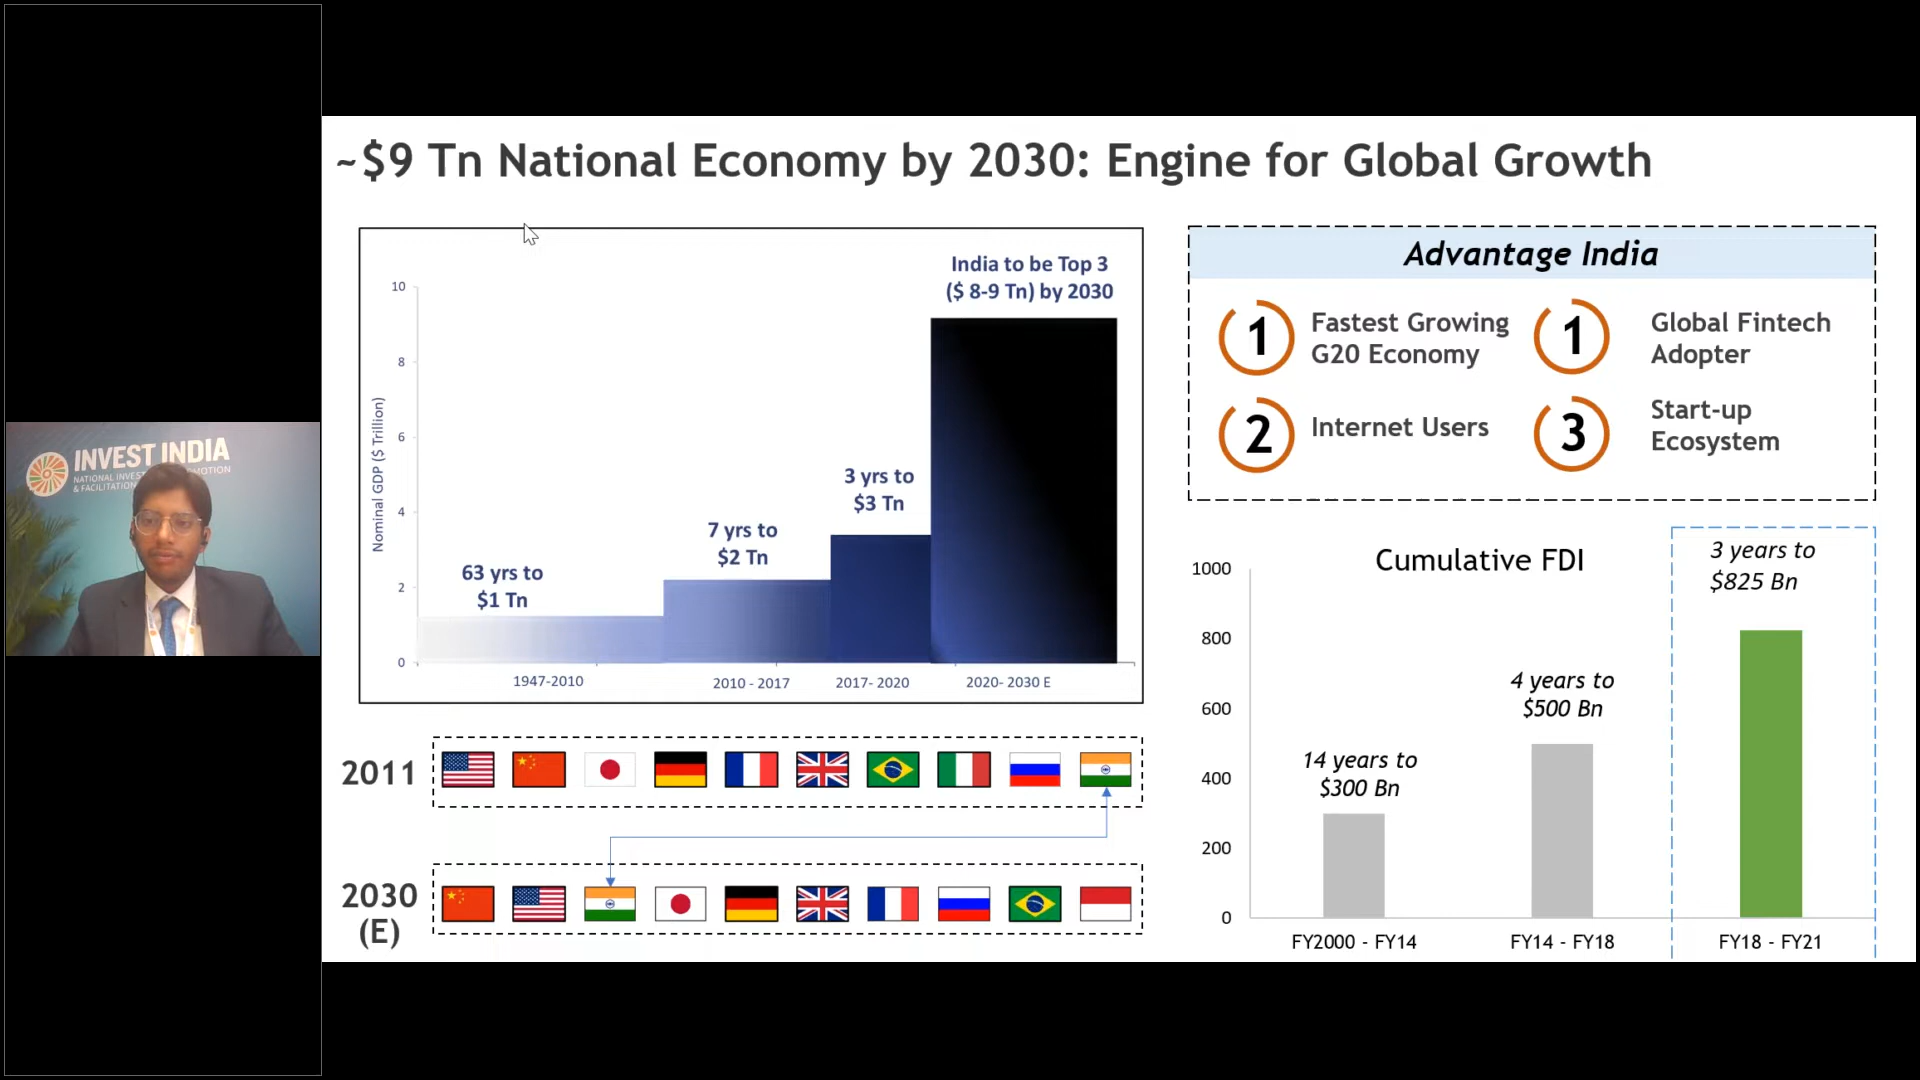 ~$9 Tn National Economy by 2030: Engine for Global Growth
India to be Top 3
($ 8-9 Tn) by 2030
10
8
6
4
2
0
Nominal GDP ($ Trillion)
63 yrs to
$1 Tn
7 yrs to
$2 Tn
3 yrs to
$3 Tn
1947-2010
2010 - 2017
2017- 2020
2020- 2030 E
2011
2030
(E)
Advantage India
1
Fastest Growing
G20 Economy
1
Global Fintech
Adopter
2
Internet Users
3
Start-up
Ecosystem
Cumulative FDI
1000
800
600
400
200
0
14 years to
$300 Bn
4 years to
$500 Bn
3 years to
$825 Bn
FY2000 - FY14
FY14 - FY18
FY18 - FY21
INVEST INDIA
NATIONAL INVES OTION
& FACILITATION